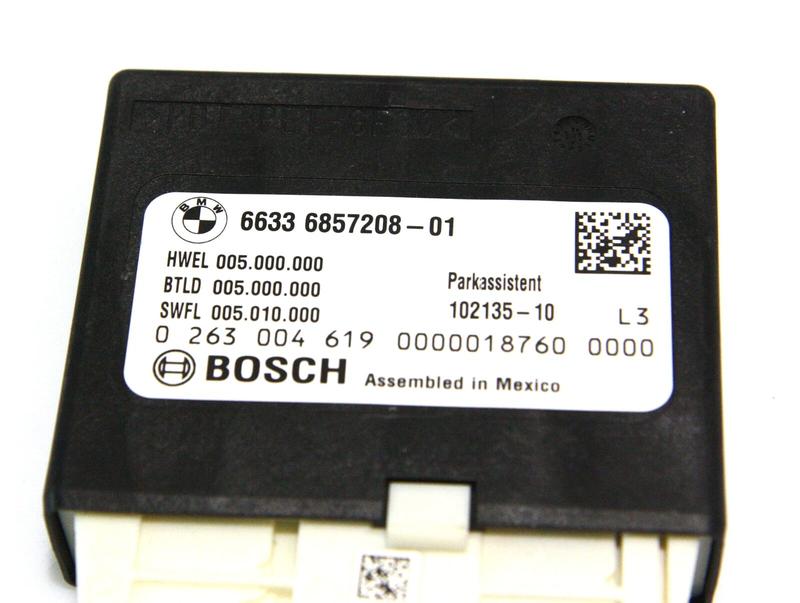 BMW
6633 6857208-01
HWEL 005.000.000
BTLD 005.000.000
SWFL 005.010.000
Parkassistent
102135-10
L3
0 263 004 619 0000018760 0000
BOSCH
Assembled in Mexico